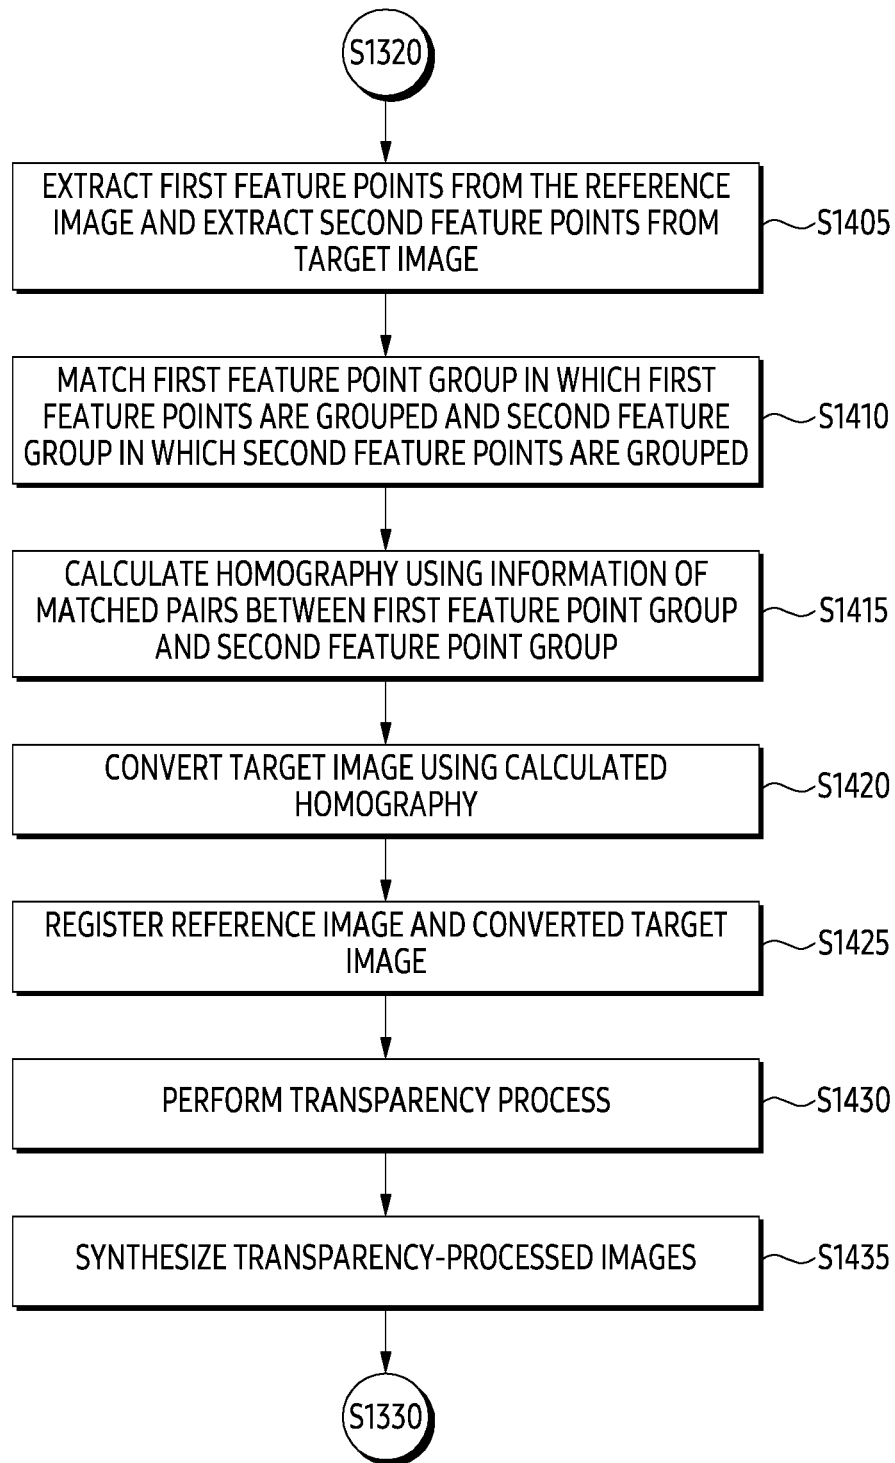 S1320
EXTRACT FIRST FEATURE POINTS FROM THE REFERENCE
IMAGE AND EXTRACT SECOND FEATURE POINTS FROM
TARGET IMAGE
S1405
MATCH FIRST FEATURE POINT GROUP IN WHICH FIRST
FEATURE POINTS ARE GROUPED AND SECOND FEATURE
GROUP IN WHICH SECOND FEATURE POINTS ARE GROUPED
S1410
CALCULATE HOMOGRAPHY USING INFORMATION OF
MATCHED PAIRS BETWEEN FIRST FEATURE POINT GROUP
AND SECOND FEATURE POINT GROUP
S1415
CONVERT TARGET IMAGE USING CALCULATED
HOMOGRAPHY
S1420
REGISTER REFERENCE IMAGE AND CONVERTED TARGET
IMAGE
S1425
PERFORM TRANSPARENCY PROCESS
S1430
SYNTHESIZE TRANSPARENCY-PROCESSED IMAGES
S1435
S1330